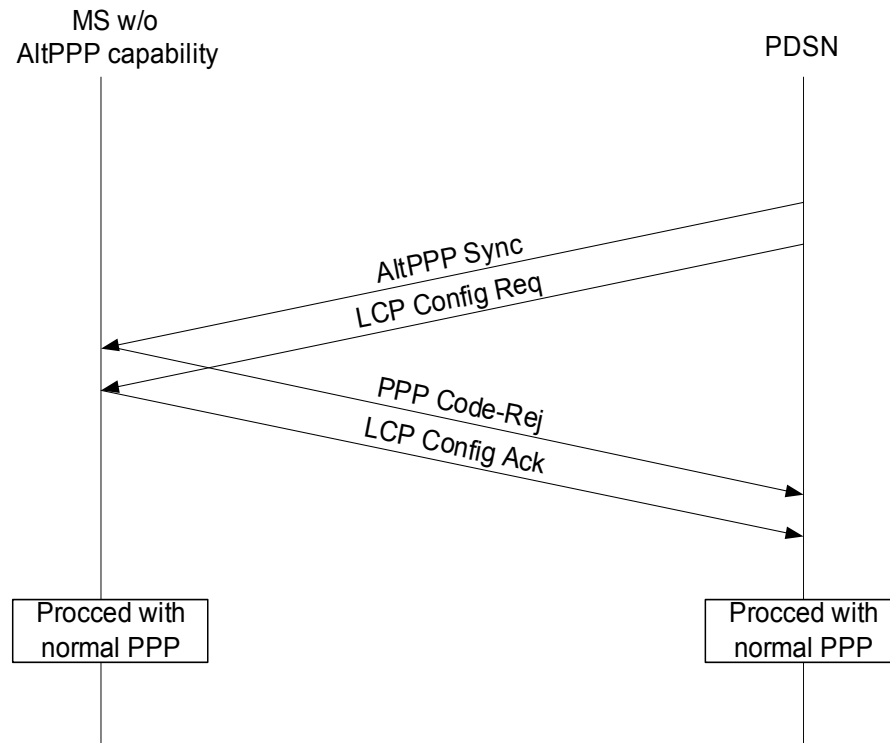 MS w/o
AltPPP capability
PDSN
AltPPP Sync
LCP Config Req
PPP Code-Rej
LCP Config Ack
Procced with
normal PPP
Procced with
normal PPP